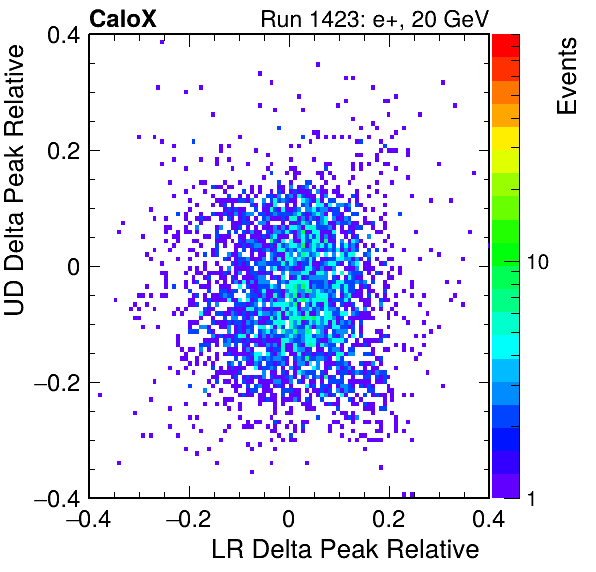 CaloX Run 1423: e+, 20 GeV
Events
UD Delta Peak Relative
0.4
0.2
0
−0.2
−0.4
10
1
−0.4 −0.2 0 0.2 0.4
LR Delta Peak Relative